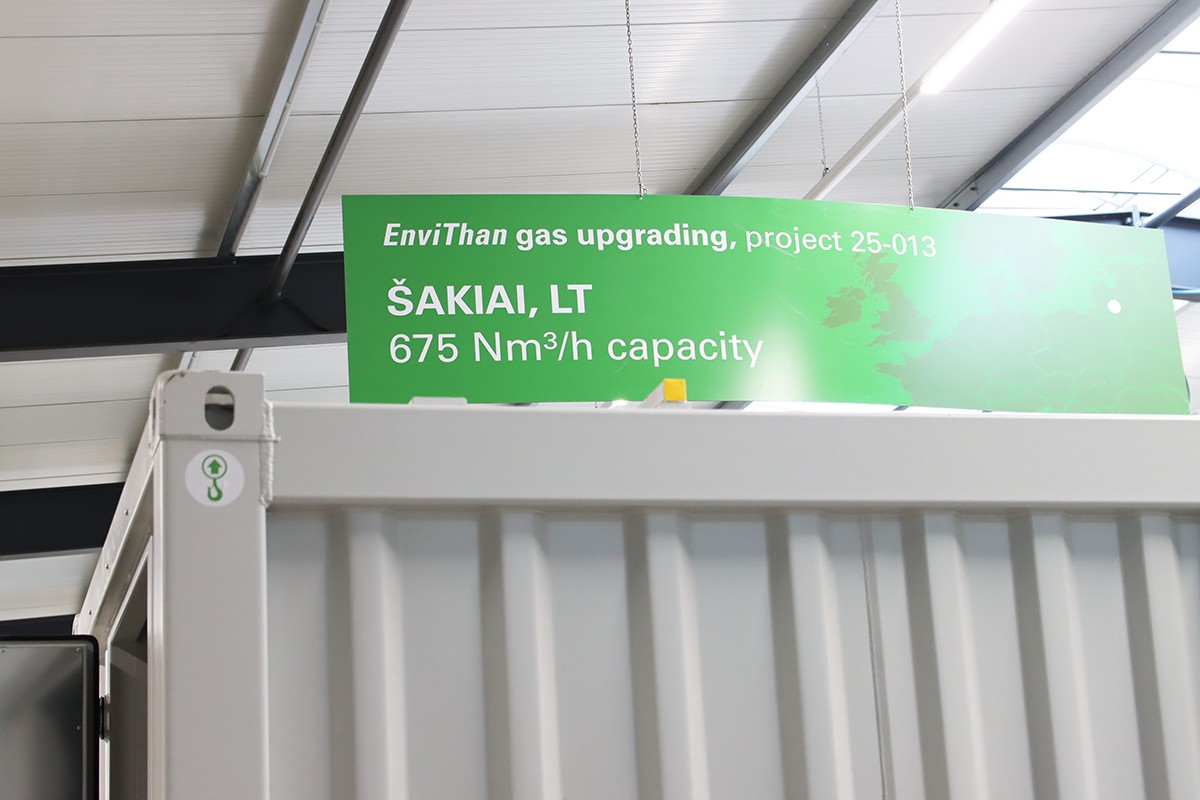 EnviThan gas upgrading, project 25-013
ŠAKIAI, LT
675 Nm³/h capacity